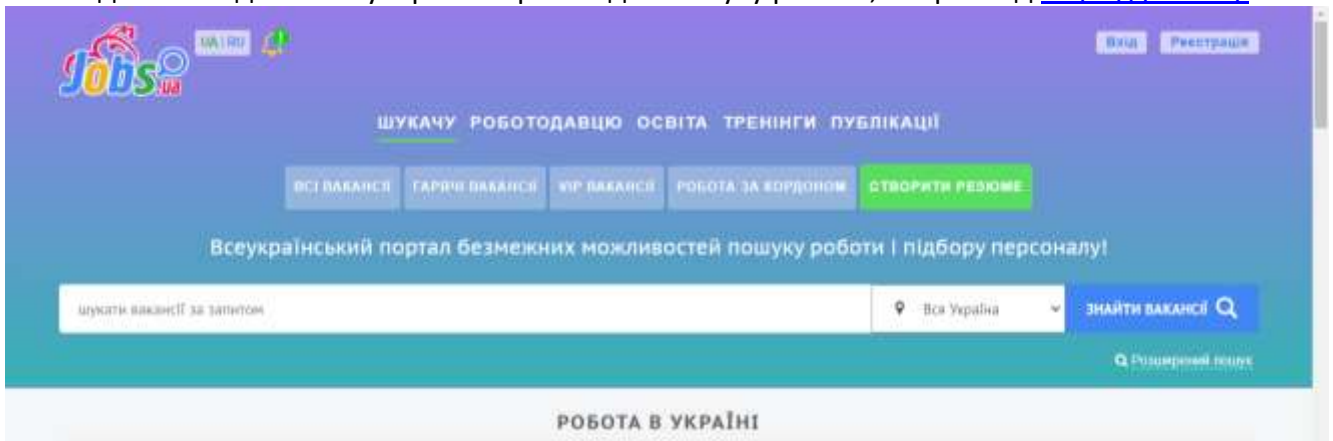 Jobs.ua
UA | RU
Вхід Реєстрація
ШУКАЧУ РОБОТОДАВЦЮ ОСВІТА ТРЕНІНГИ ПУБЛІКАЦІЇ
ВСІ ВАКАНСІЇ ГАРЯЧІ ВАКАНСІЇ VIP ВАКАНСІЇ РОБОТА ЗА КОРДОНОМ СТВОРИТИ РЕЗЮМЕ
Всеукраїнський портал безмежних можливостей пошуку роботи і підбору персоналу!
шукати вакансії за запитом Вся Україна ЗНАЙТИ ВАКАНСІЇ
Розширений пошук
РОБОТА В УКРАЇНІ